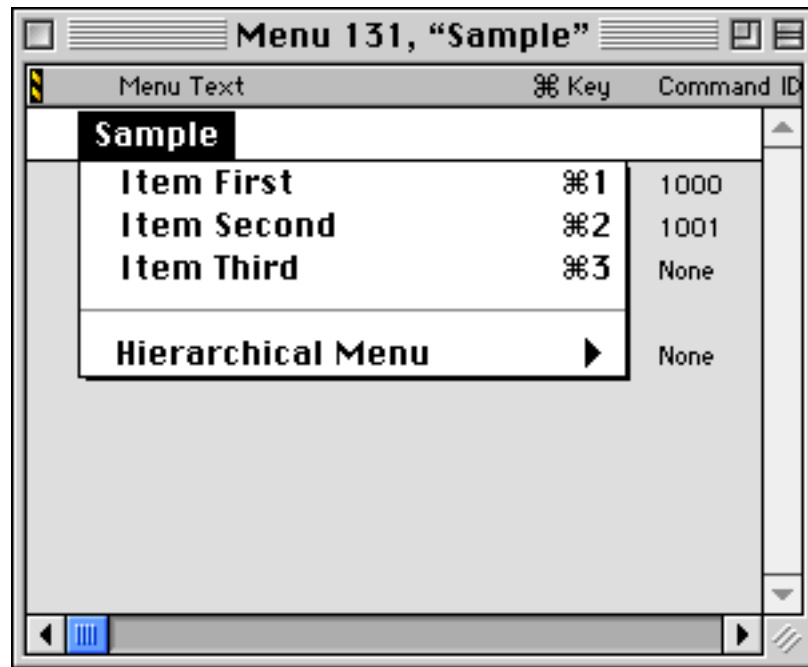 Menu 131, “Sample”
Menu Text ⌘ Key Command ID
Sample
Item First ⌘1 1000
Item Second ⌘2 1001
Item Third ⌘3 None
Hierarchical Menu ▶ None